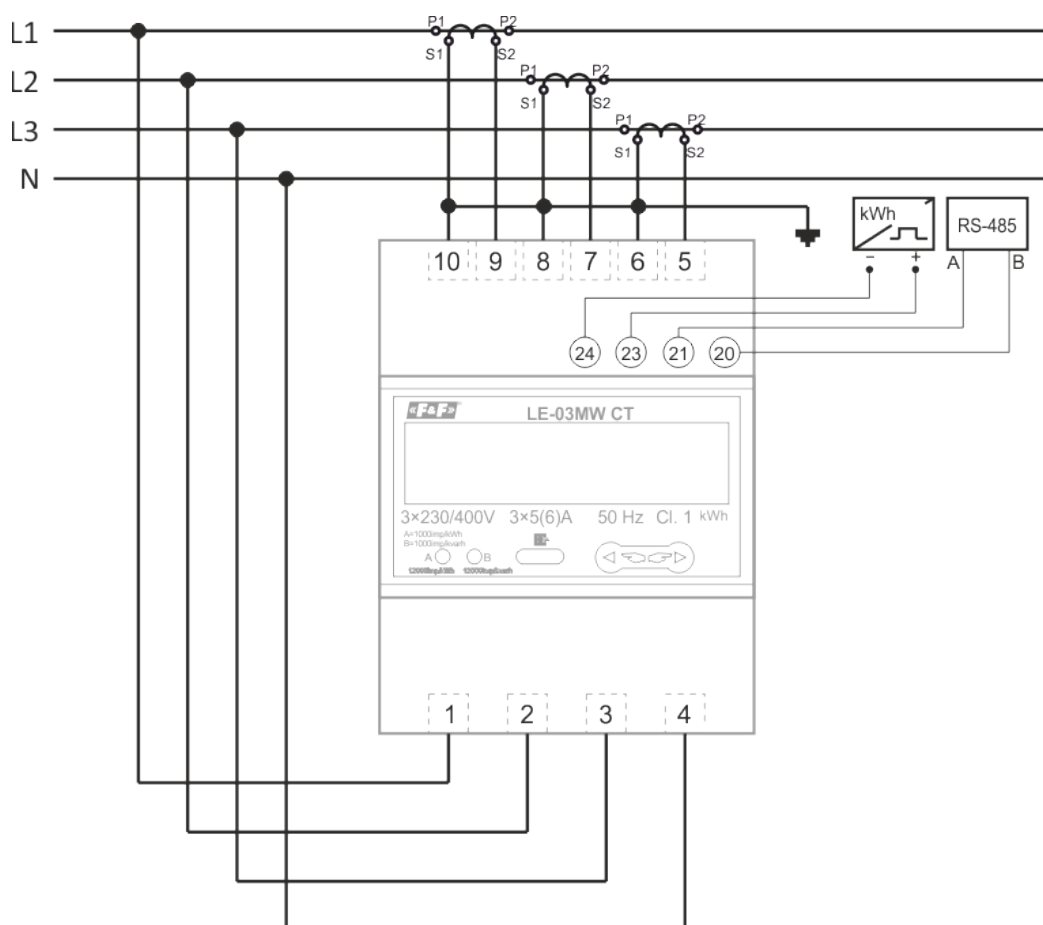 L1 P1 P2
S1 S2
L2 P1 P2
S1 S2
L3 P1 P2
S1 S2
N
kWh RS-485
- + A B
10 9 8 7 6 5
24 23 21 20
«F&F» LE-03MW CT
3×230/400V 3×5(6)A 50 Hz Cl. 1 kWh
A=1000imp/kWh
B=1000imp/kvarh
A B
1 2 3 4